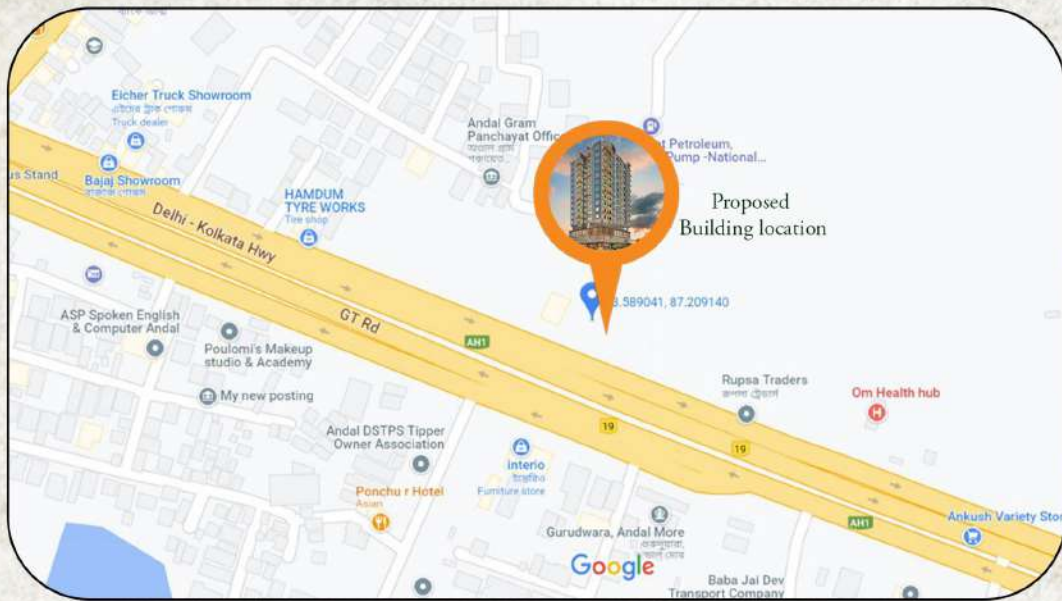 Eicher Truck Showroom
Truck dealer
Bajaj Showroom
us Stand
HAMDUM
TYRE WORKS
Tire shop
Andal Gram
Panchayat Offic
Petroleum,
Pump -National...
Proposed
Building location
Delhi - Kolkata Hwy
GT Rd
.589041, 87.209140
AH1
ASP Spoken English
& Computer Andal
Poulomi's Makeup
studio & Academy
My new posting
Rupsa Traders
Om Health hub
19
19
Andal DSTPS Tipper
Owner Association
interio
Furniture store
Ponchu r Hotel
Asian
Gurudwara, Andal More
AH1
Ankush Variety Stor
Google
Baba Jai Dev
Transport Company